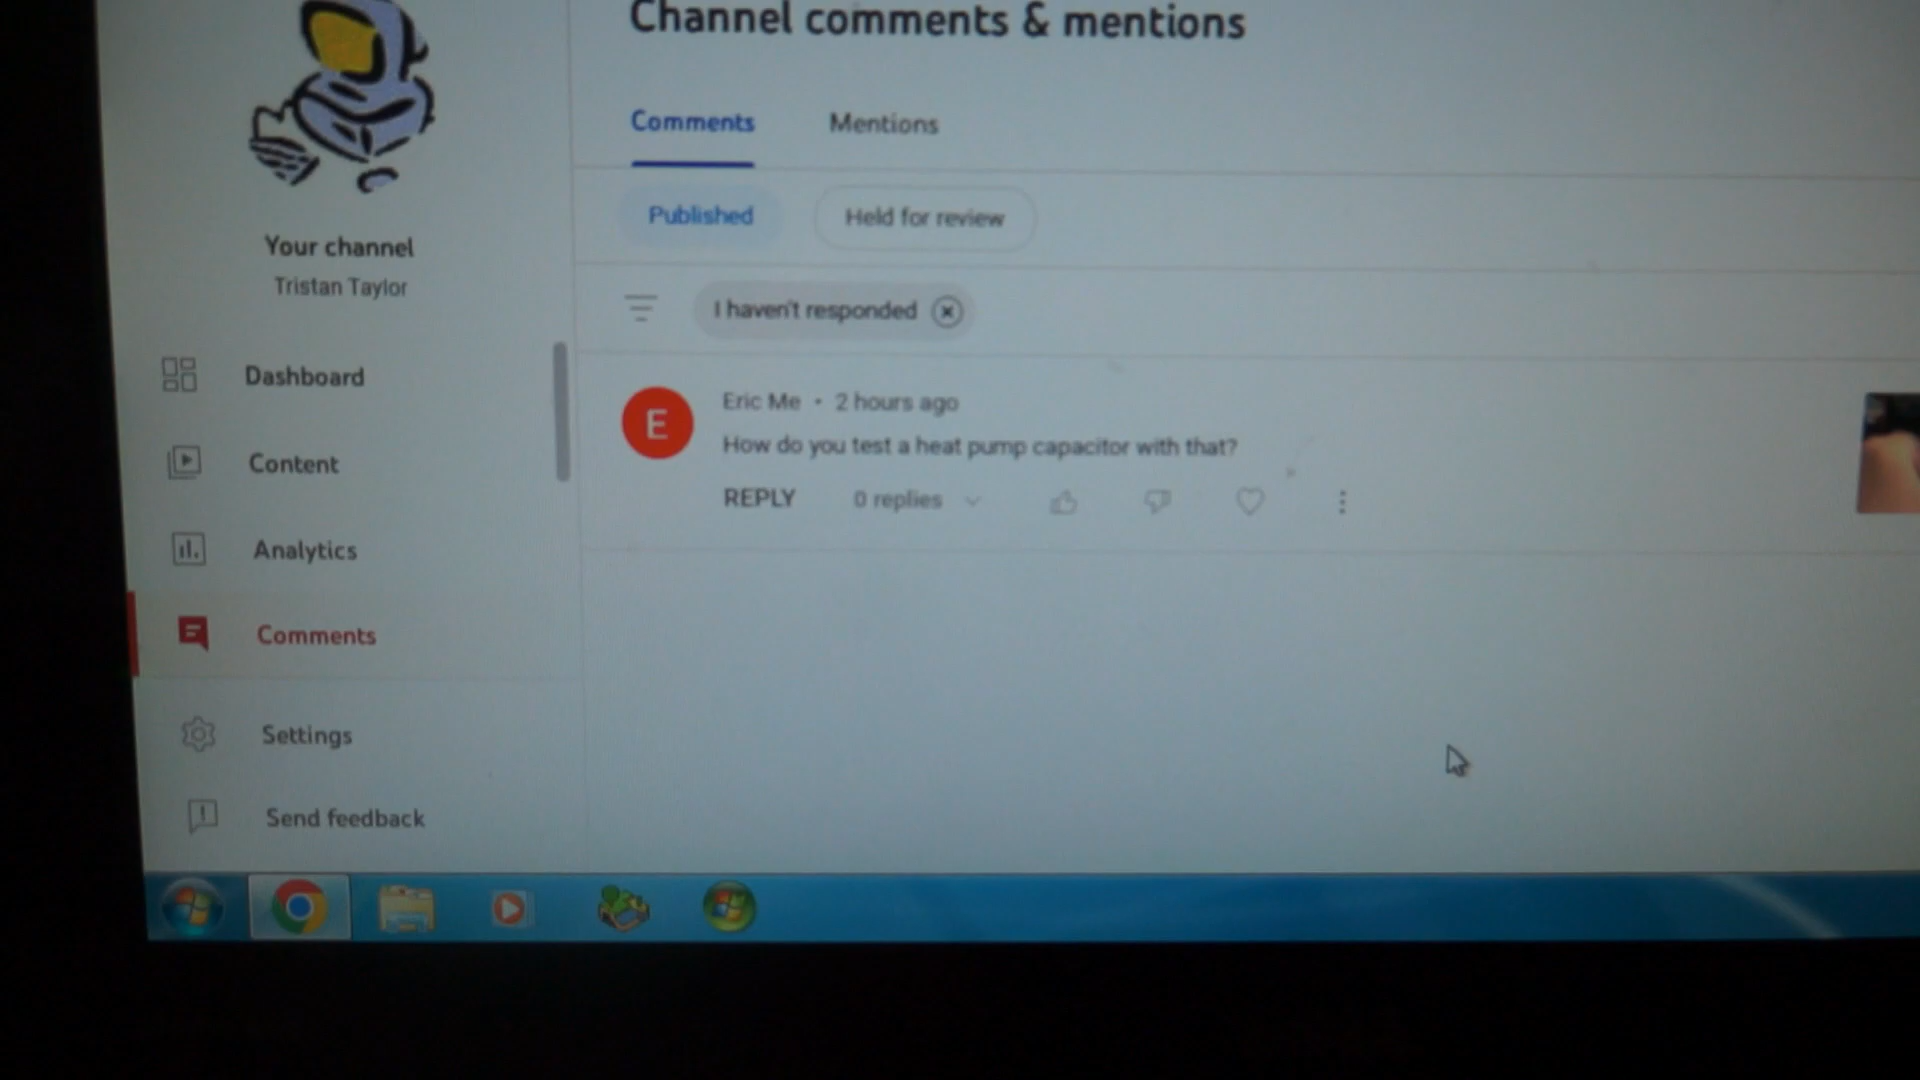 Channel comments & mentions
Comments
Mentions
Published
Held for review
Your channel
Tristan Taylor
I haven't responded
Dashboard
E
Eric Me • 2 hours ago
How do you test a heat pump capacitor with that?
REPLY
0 replies
Content
Analytics
Comments
Settings
Send feedback